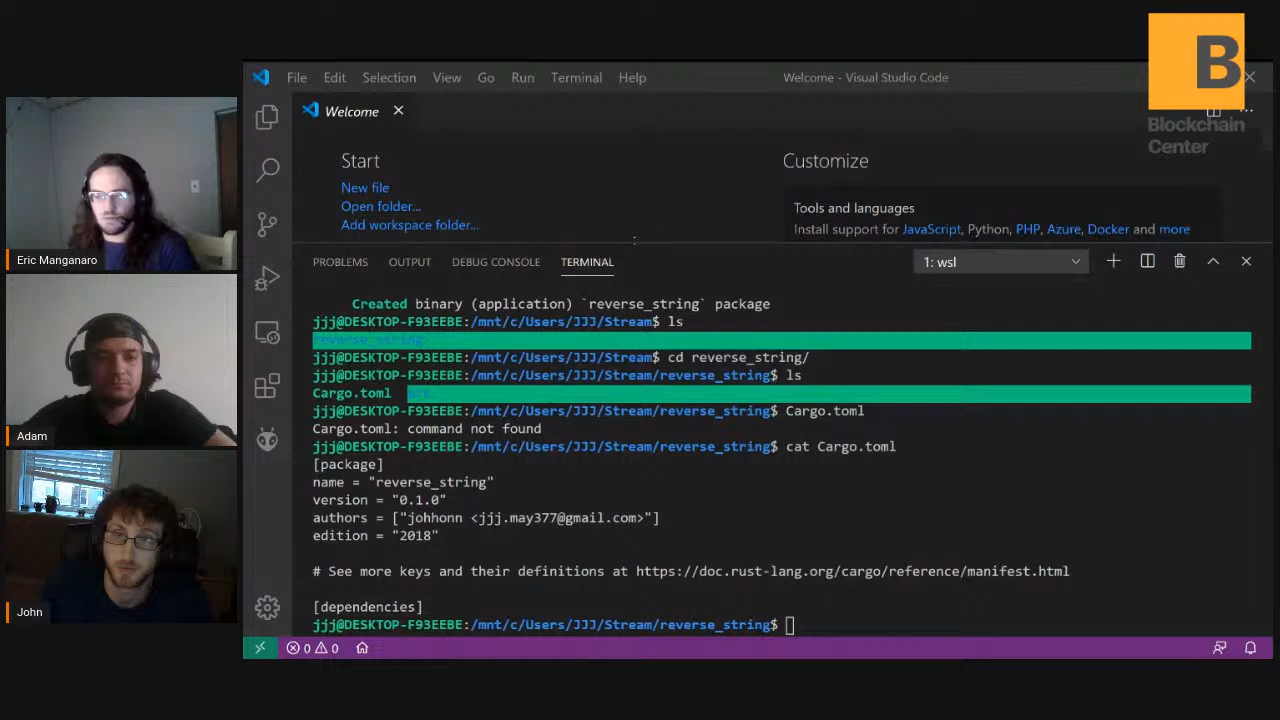 B
Blockchain
Center
File Edit Selection View Go Run Terminal Help
Welcome - Visual Studio Code
Welcome
Start
New file
Open folder...
Add workspace folder...
Customize
Tools and languages
Install support for JavaScript, Python, PHP, Azure, Docker and more
PROBLEMS OUTPUT DEBUG CONSOLE TERMINAL
1: wsl
Created binary (application) `reverse_string` package
jjj@DESKTOP-F93EEBE:/mnt/c/Users/JJJ/Stream$ ls
reverse_string
jjj@DESKTOP-F93EEBE:/mnt/c/Users/JJJ/Stream$ cd reverse_string/
jjj@DESKTOP-F93EEBE:/mnt/c/Users/JJJ/Stream/reverse_string$ ls
Cargo.toml src
jjj@DESKTOP-F93EEBE:/mnt/c/Users/JJJ/Stream/reverse_string$ Cargo.toml
Cargo.toml: command not found
jjj@DESKTOP-F93EEBE:/mnt/c/Users/JJJ/Stream/reverse_string$ cat Cargo.toml
[package]
name = "reverse_string"
version = "0.1.0"
authors = ["johhonn <jjj.may377@gmail.com>"]
edition = "2018"
# See more keys and their definitions at https://doc.rust-lang.org/cargo/reference/manifest.html
[dependencies]
jjj@DESKTOP-F93EEBE:/mnt/c/Users/JJJ/Stream/reverse_string$
0 0
Eric Manganaro
Adam
John